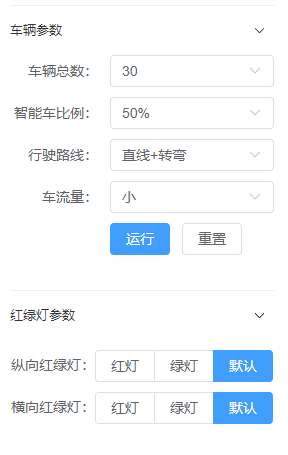 车辆参数
车辆总数： 30
智能车比例： 50%
行驶路线： 直线+转弯
车流量： 小
运行 重置
红绿灯参数
纵向红绿灯： 红灯 绿灯 默认
横向红绿灯： 红灯 绿灯 默认